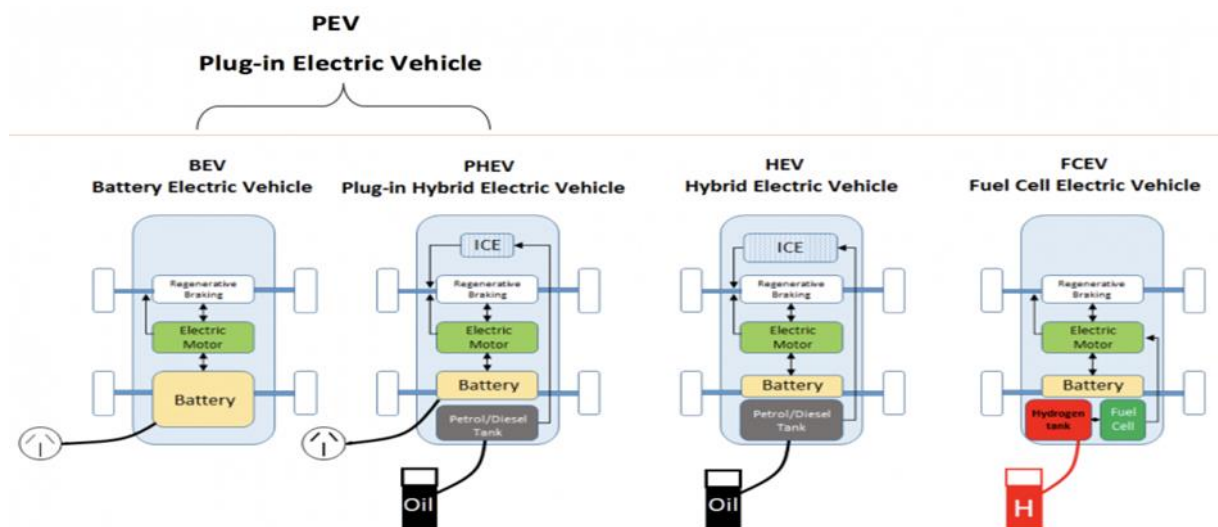 PEV
Plug-in Electric Vehicle
BEV
Battery Electric Vehicle
Regenerative
Braking
Electric
Motor
Battery
PHEV
Plug-in Hybrid Electric Vehicle
ICE
Regenerative
Braking
Electric
Motor
Battery
Petrol/Diesel
Tank
Oil
HEV
Hybrid Electric Vehicle
ICE
Regenerative
Braking
Electric
Motor
Battery
Petrol/Diesel
Tank
Oil
FCEV
Fuel Cell Electric Vehicle
Regenerative
Braking
Electric
Motor
Battery
Hydrogen
tank
Fuel
Cell
H